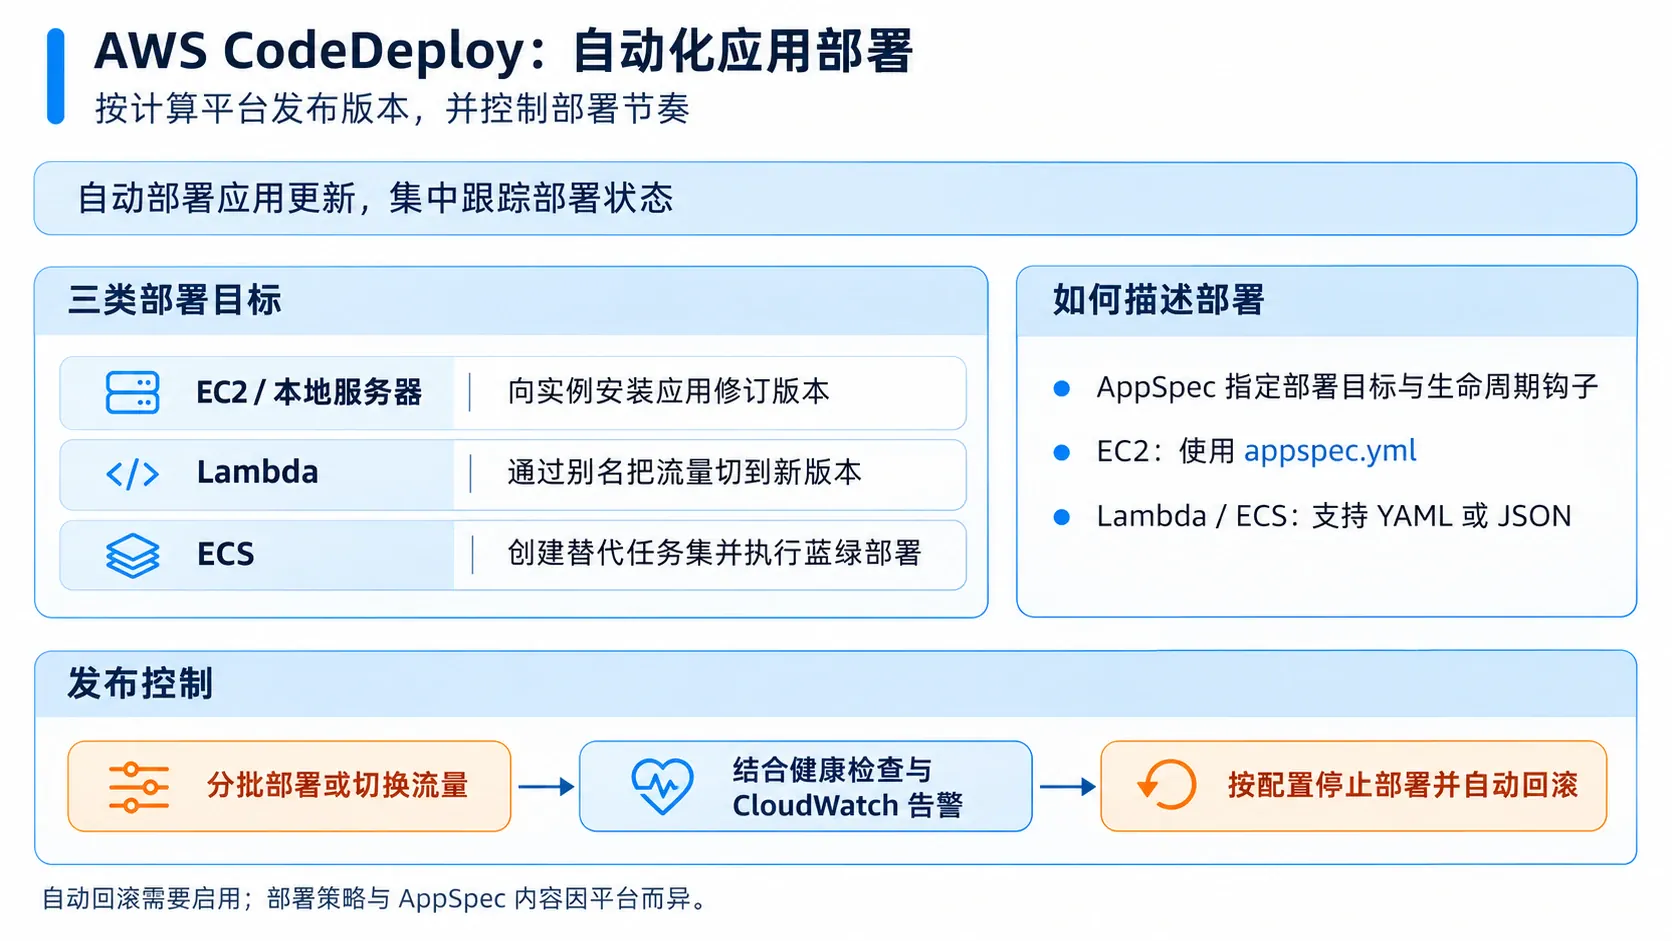 AWS CodeDeploy：自动化应用部署
按计算平台发布版本，并控制部署节奏
自动部署应用更新，集中跟踪部署状态
三类部署目标
EC2 / 本地服务器
向实例安装应用修订版本
Lambda
通过别名把流量切到新版本
ECS
创建替代任务集并执行蓝绿部署
如何描述部署
AppSpec 指定部署目标与生命周期钩子
EC2：使用 appspec.yml
Lambda / ECS：支持 YAML 或 JSON
发布控制
分批部署或切换流量
结合健康检查与
CloudWatch 告警
按配置停止部署并自动回滚
自动回滚需要启用；部署策略与 AppSpec 内容因平台而异。